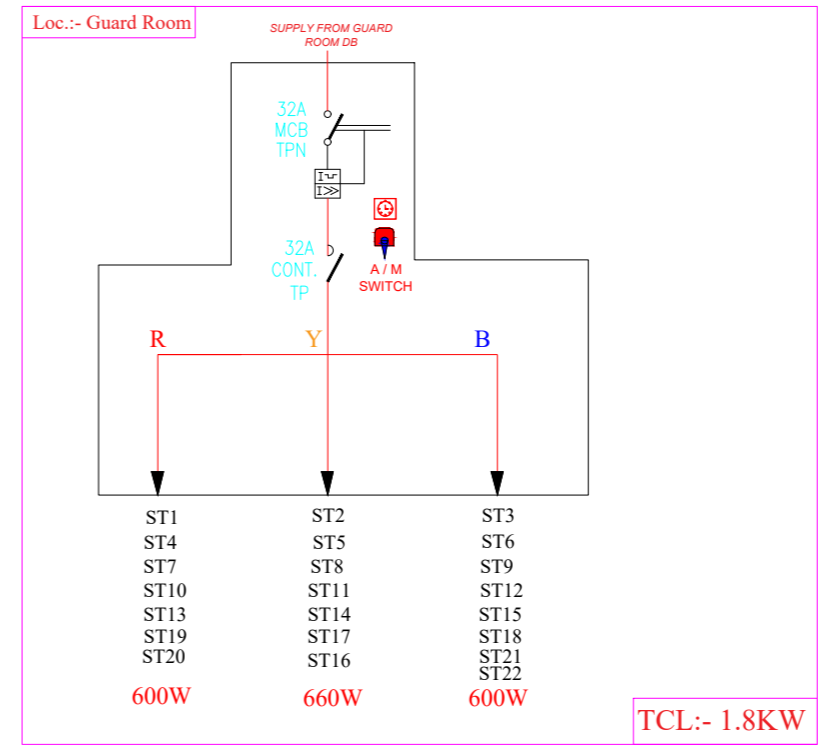 Loc.:- Guard Room
SUPPLY FROM GUARD
ROOM DB
32A
MCB
TPN
I
I>>
32A
CONT.
TP
A / M
SWITCH
R
Y
B
ST1
ST4
ST7
ST10
ST13
ST19
ST20
600W
ST2
ST5
ST8
ST11
ST14
ST17
ST16
660W
ST3
ST6
ST9
ST12
ST15
ST18
ST21
ST22
600W
TCL:- 1.8KW